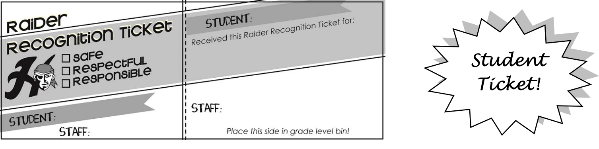 Raider
Recognition Ticket
Safe
Respectful
Responsible
STUDENT:
STAFF:
STUDENT:
Received this Raider Recognition Ticket for:
STAFF:
Place this side in grade level bin!
Student
Ticket!